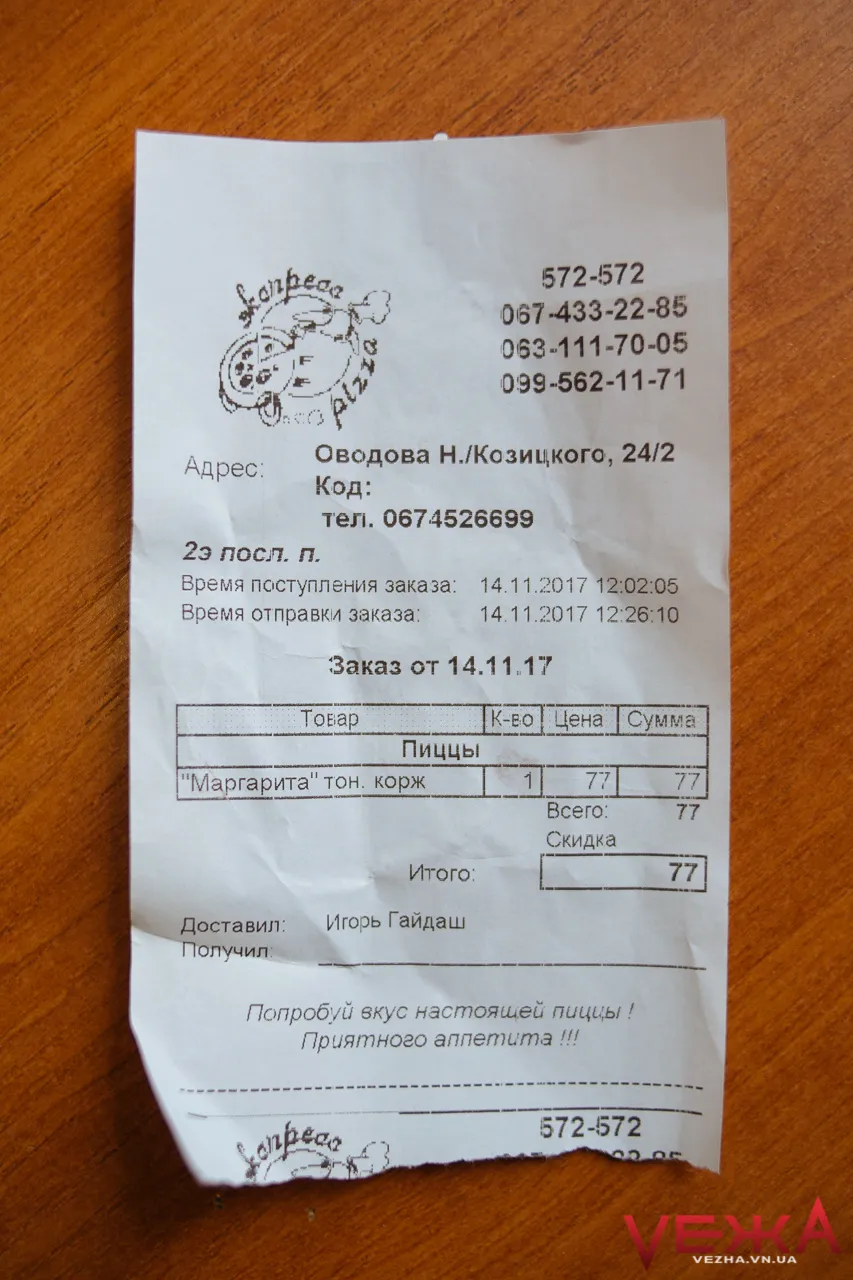 экспресс
pizza
572-572
067-433-22-85
063-111-70-05
099-562-11-71
Адрес: Оводова Н./Козицкого, 24/2
Код:
тел. 0674526699
2э посл. п.
Время поступления заказа: 14.11.2017 12:02:05
Время отправки заказа: 14.11.2017 12:26:10
Заказ от 14.11.17
Товар К-во Цена Сумма
Пиццы
"Маргарита" тон. корж 1 77 77
Всего: 77
Скидка
Итого: 77
Доставил: Игорь Гайдаш
Получил:
Попробуй вкус настоящей пиццы !
Приятного аппетита !!!
572-572
VЕЖА
VEZHA.VN.UA